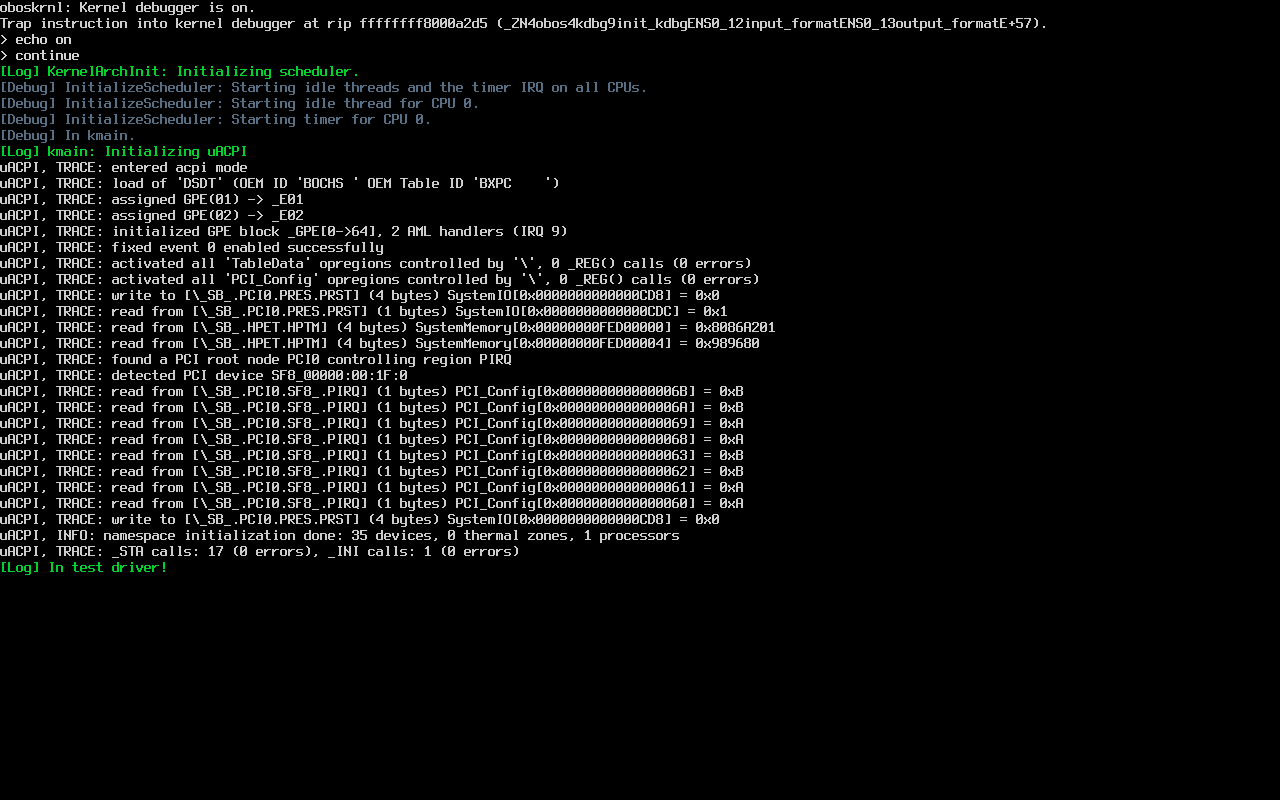 oboskrnl: Kernel debugger is on.
Trap instruction into kernel debugger at rip ffffffff8000a2d5 (_ZN4obos4kdbg9init_kdbgENS0_12input_formatENS0_13output_formatE+57).
> echo on
> continue
[Log] KernelArchInit: Initializing scheduler.
[Debug] InitializeScheduler: Starting idle threads and the timer IRQ on all CPUs.
[Debug] InitializeScheduler: Starting idle thread for CPU 0.
[Debug] InitializeScheduler: Starting timer for CPU 0.
[Debug] In kmain.
[Log] kmain: Initializing uACPI
uACPI, TRACE: entered acpi mode
uACPI, TRACE: load of 'DSDT' (OEM ID 'BOCHS ' OEM Table ID 'BXPC    ')
uACPI, TRACE: assigned GPE(01) -> _E01
uACPI, TRACE: assigned GPE(02) -> _E02
uACPI, TRACE: initialized GPE block _GPE[0->64], 2 AML handlers (IRQ 9)
uACPI, TRACE: fixed event 0 enabled successfully
uACPI, TRACE: activated all 'TableData' opregions controlled by '\', 0 _REG() calls (0 errors)
uACPI, TRACE: activated all 'PCI_Config' opregions controlled by '\', 0 _REG() calls (0 errors)
uACPI, TRACE: write to [\_SB_.PCI0.PRES.PRST] (4 bytes) SystemIO[0x0000000000000CD8] = 0x0
uACPI, TRACE: read from [\_SB_.PCI0.PRES.PRST] (1 bytes) SystemIO[0x0000000000000CDC] = 0x1
uACPI, TRACE: read from [\_SB_.HPET.HPTM] (4 bytes) SystemMemory[0x00000000FED00000] = 0x8086A201
uACPI, TRACE: read from [\_SB_.HPET.HPTM] (4 bytes) SystemMemory[0x00000000FED00004] = 0x989680
uACPI, TRACE: found a PCI root node PCI0 controlling region PIRQ
uACPI, TRACE: detected PCI device SF8_@0000:00:1F:0
uACPI, TRACE: read from [\_SB_.PCI0.SF8_.PIRQ] (1 bytes) PCI_Config[0x000000000000006B] = 0xB
uACPI, TRACE: read from [\_SB_.PCI0.SF8_.PIRQ] (1 bytes) PCI_Config[0x000000000000006A] = 0xB
uACPI, TRACE: read from [\_SB_.PCI0.SF8_.PIRQ] (1 bytes) PCI_Config[0x0000000000000069] = 0xA
uACPI, TRACE: read from [\_SB_.PCI0.SF8_.PIRQ] (1 bytes) PCI_Config[0x0000000000000068] = 0xA
uACPI, TRACE: read from [\_SB_.PCI0.SF8_.PIRQ] (1 bytes) PCI_Config[0x0000000000000063] = 0xB
uACPI, TRACE: read from [\_SB_.PCI0.SF8_.PIRQ] (1 bytes) PCI_Config[0x0000000000000062] = 0xB
uACPI, TRACE: read from [\_SB_.PCI0.SF8_.PIRQ] (1 bytes) PCI_Config[0x0000000000000061] = 0xA
uACPI, TRACE: read from [\_SB_.PCI0.SF8_.PIRQ] (1 bytes) PCI_Config[0x0000000000000060] = 0xA
uACPI, TRACE: write to [\_SB_.PCI0.PRES.PRST] (4 bytes) SystemIO[0x0000000000000CD8] = 0x0
uACPI, INFO: namespace initialization done: 35 devices, 0 thermal zones, 1 processors
uACPI, TRACE: _STA calls: 17 (0 errors), _INI calls: 1 (0 errors)
[Log] In test driver!